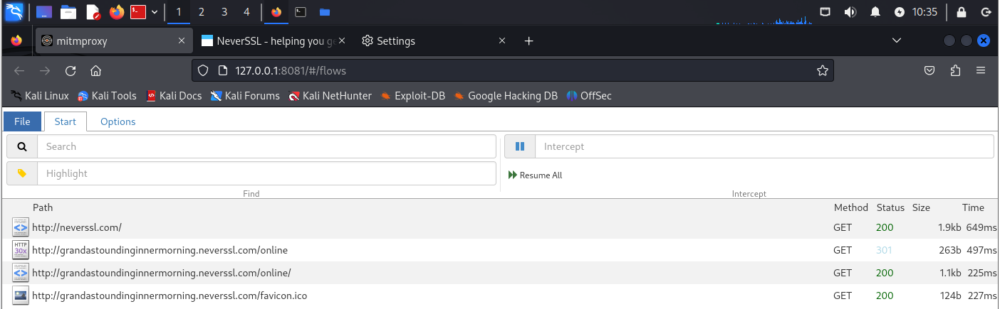 1 2 3 4 10:35
mitmproxy NeverSSL - helping you ge Settings
127.0.0.1:8081/#/flows
Kali Linux Kali Tools Kali Docs Kali Forums Kali NetHunter Exploit-DB Google Hacking DB OffSec
File Start Options
Search Intercept
Highlight Resume All
Find Intercept
Path Method Status Size Time
http://neverssl.com/ GET 200 1.9kb 649ms
HTTP 30x http://grandastoundinginnermorning.neverssl.com/online GET 301 263b 497ms
http://grandastoundinginnermorning.neverssl.com/online/ GET 200 1.1kb 225ms
http://grandastoundinginnermorning.neverssl.com/favicon.ico GET 200 124b 227ms